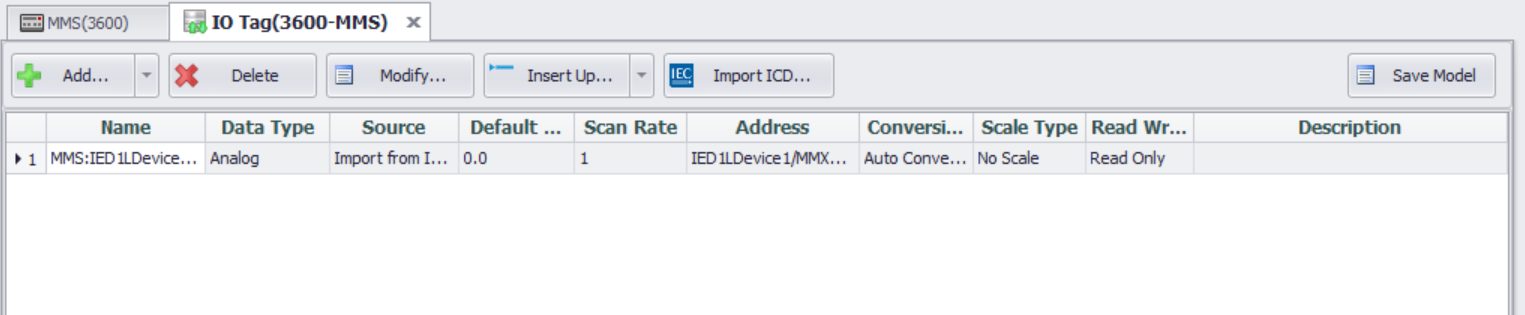 MMS(3600) IO Tag(3600-MMS) ×
Add... Delete Modify... Insert Up... IEC Import ICD... Save Model
Name Data Type Source Default ... Scan Rate Address Conversi... Scale Type Read Wr... Description
1 MMS:IED1LDevice... Analog Import from I... 0.0 1 IED1LDevice1/MMX... Auto Conve... No Scale Read Only